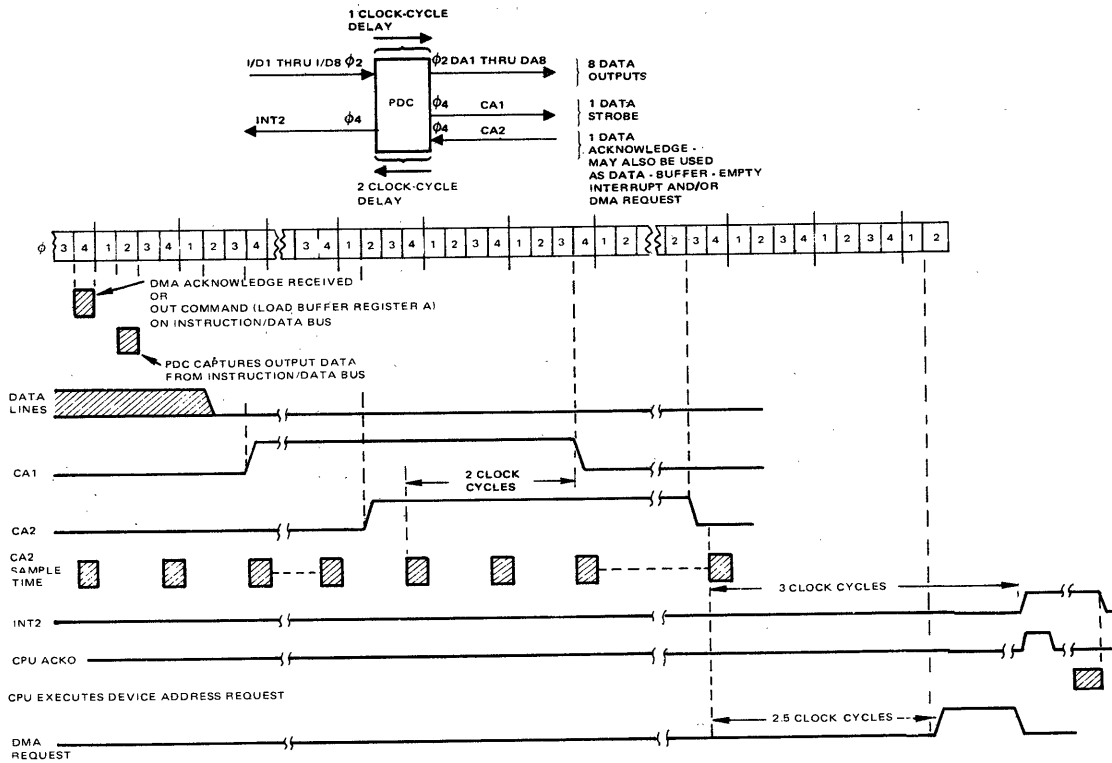 1 CLOCK-CYCLE
DELAY
I/D1 THRU I/D8 ϕ2
ϕ2 DA1 THRU DA8
8 DATA
OUTPUTS
PDC
ϕ4 CA1
1 DATA
STROBE
INT2 ϕ4
ϕ4 CA2
1 DATA
ACKNOWLEDGE -
MAY ALSO BE USED
AS DATA - BUFFER - EMPTY
INTERRUPT AND/OR
DMA REQUEST
2 CLOCK-CYCLE
DELAY
ϕ 3 4 1 2 3 4 1 2 3 4 3 4 1 2 3 4 1 2 3 4 1 2 3 4 1 2 2 3 4 1 2 3 4 1 2 3 4 1 2
DMA ACKNOWLEDGE RECEIVED
OR
OUT COMMAND (LOAD BUFFER REGISTER A)
ON INSTRUCTION/DATA BUS
PDC CAPTURES OUTPUT DATA
FROM INSTRUCTION/DATA BUS
DATA
LINES
CA1
2 CLOCK
CYCLES
CA2
CA2
SAMPLE
TIME
3 CLOCK CYCLES
INT2
CPU ACKO
CPU EXECUTES DEVICE ADDRESS REQUEST
2.5 CLOCK CYCLES
DMA
REQUEST